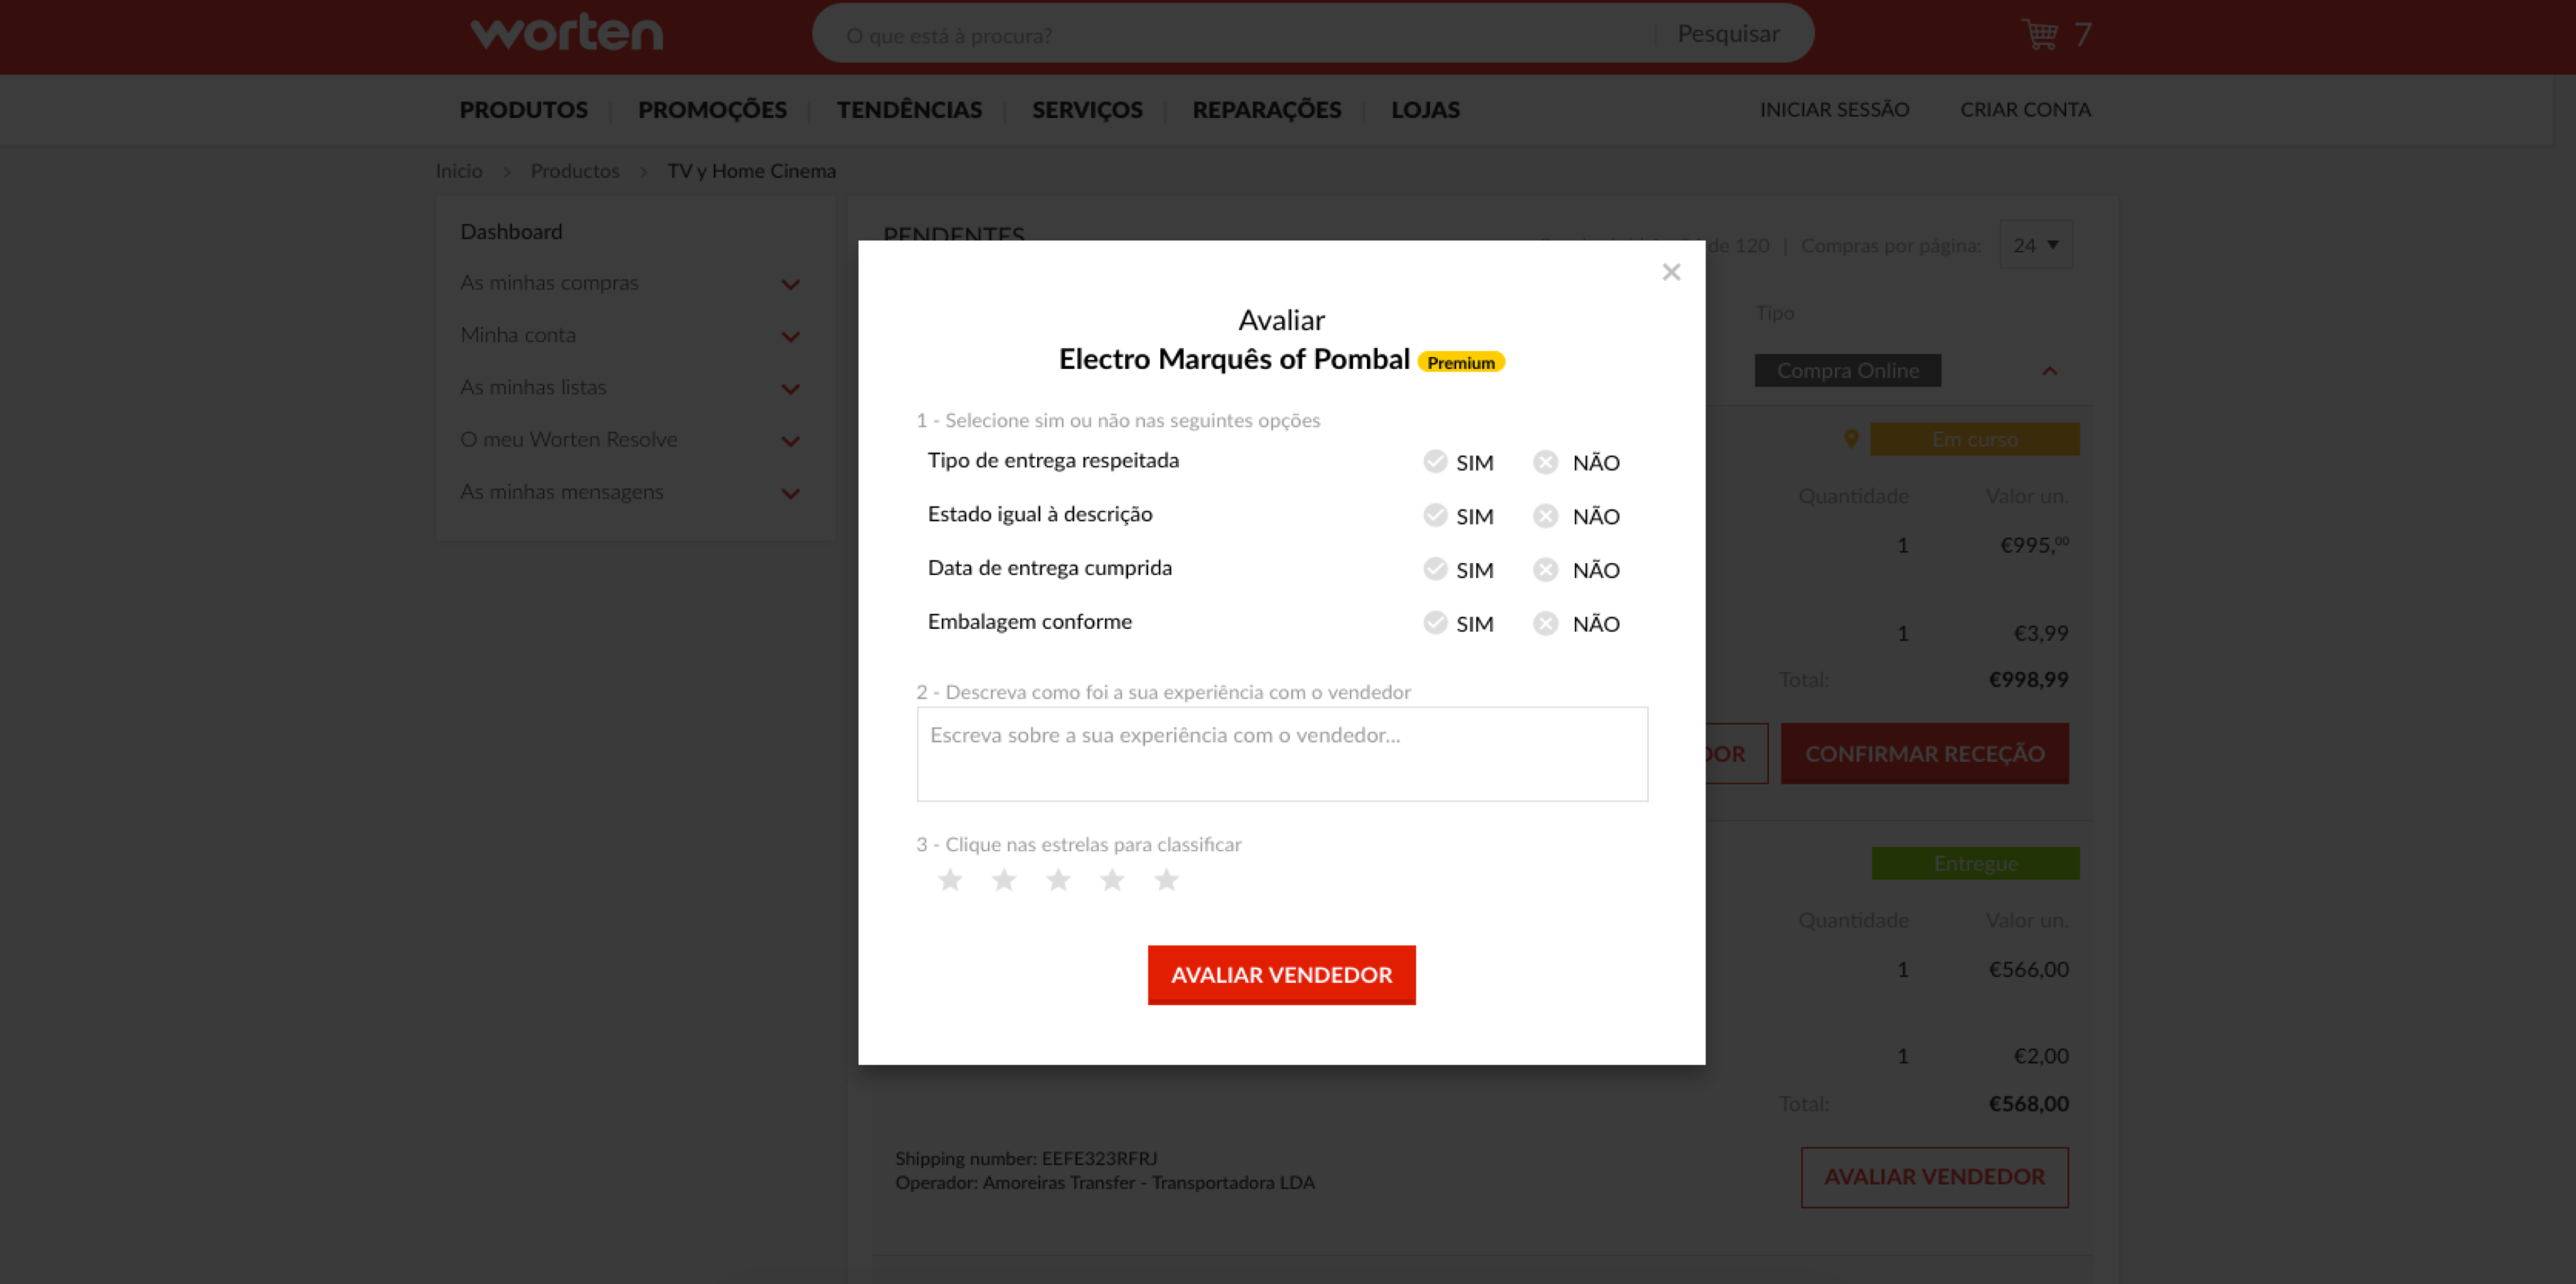 worten
O que está à procura?
Pesquisar
7
PRODUTOS
PROMOÇÕES
TENDÊNCIAS
SERVIÇOS
REPARAÇÕES
LOJAS
INICIAR SESSÃO
CRIAR CONTA
Inicio > Productos > TV y Home Cinema
Dashboard
As minhas compras
Minha conta
As minhas listas
O meu Worten Resolve
As minhas mensagens
PENDENTES
de 120 | Compras por página: 24
Tipo
Compra Online
Em curso
Quantidade Valor un.
1 €995,00
1 €3,99
Total: €998,99
CONFIRMAR RECEÇÃO
Entregue
Quantidade Valor un.
1 €566,00
1 €2,00
Total: €568,00
Shipping number: EEFE323RFRJ
Operador: Amoreiras Transfer - Transportadora LDA
AVALIAR VENDEDOR
Avaliar
Electro Marquês of Pombal Premium
1 - Selecione sim ou não nas seguintes opções
Tipo de entrega respeitada SIM NÃO
Estado igual à descrição SIM NÃO
Data de entrega cumprida SIM NÃO
Embalagem conforme SIM NÃO
2 - Descreva como foi a sua experiência com o vendedor
Escreva sobre a sua experiência com o vendedor...
3 - Clique nas estrelas para classificar
AVALIAR VENDEDOR